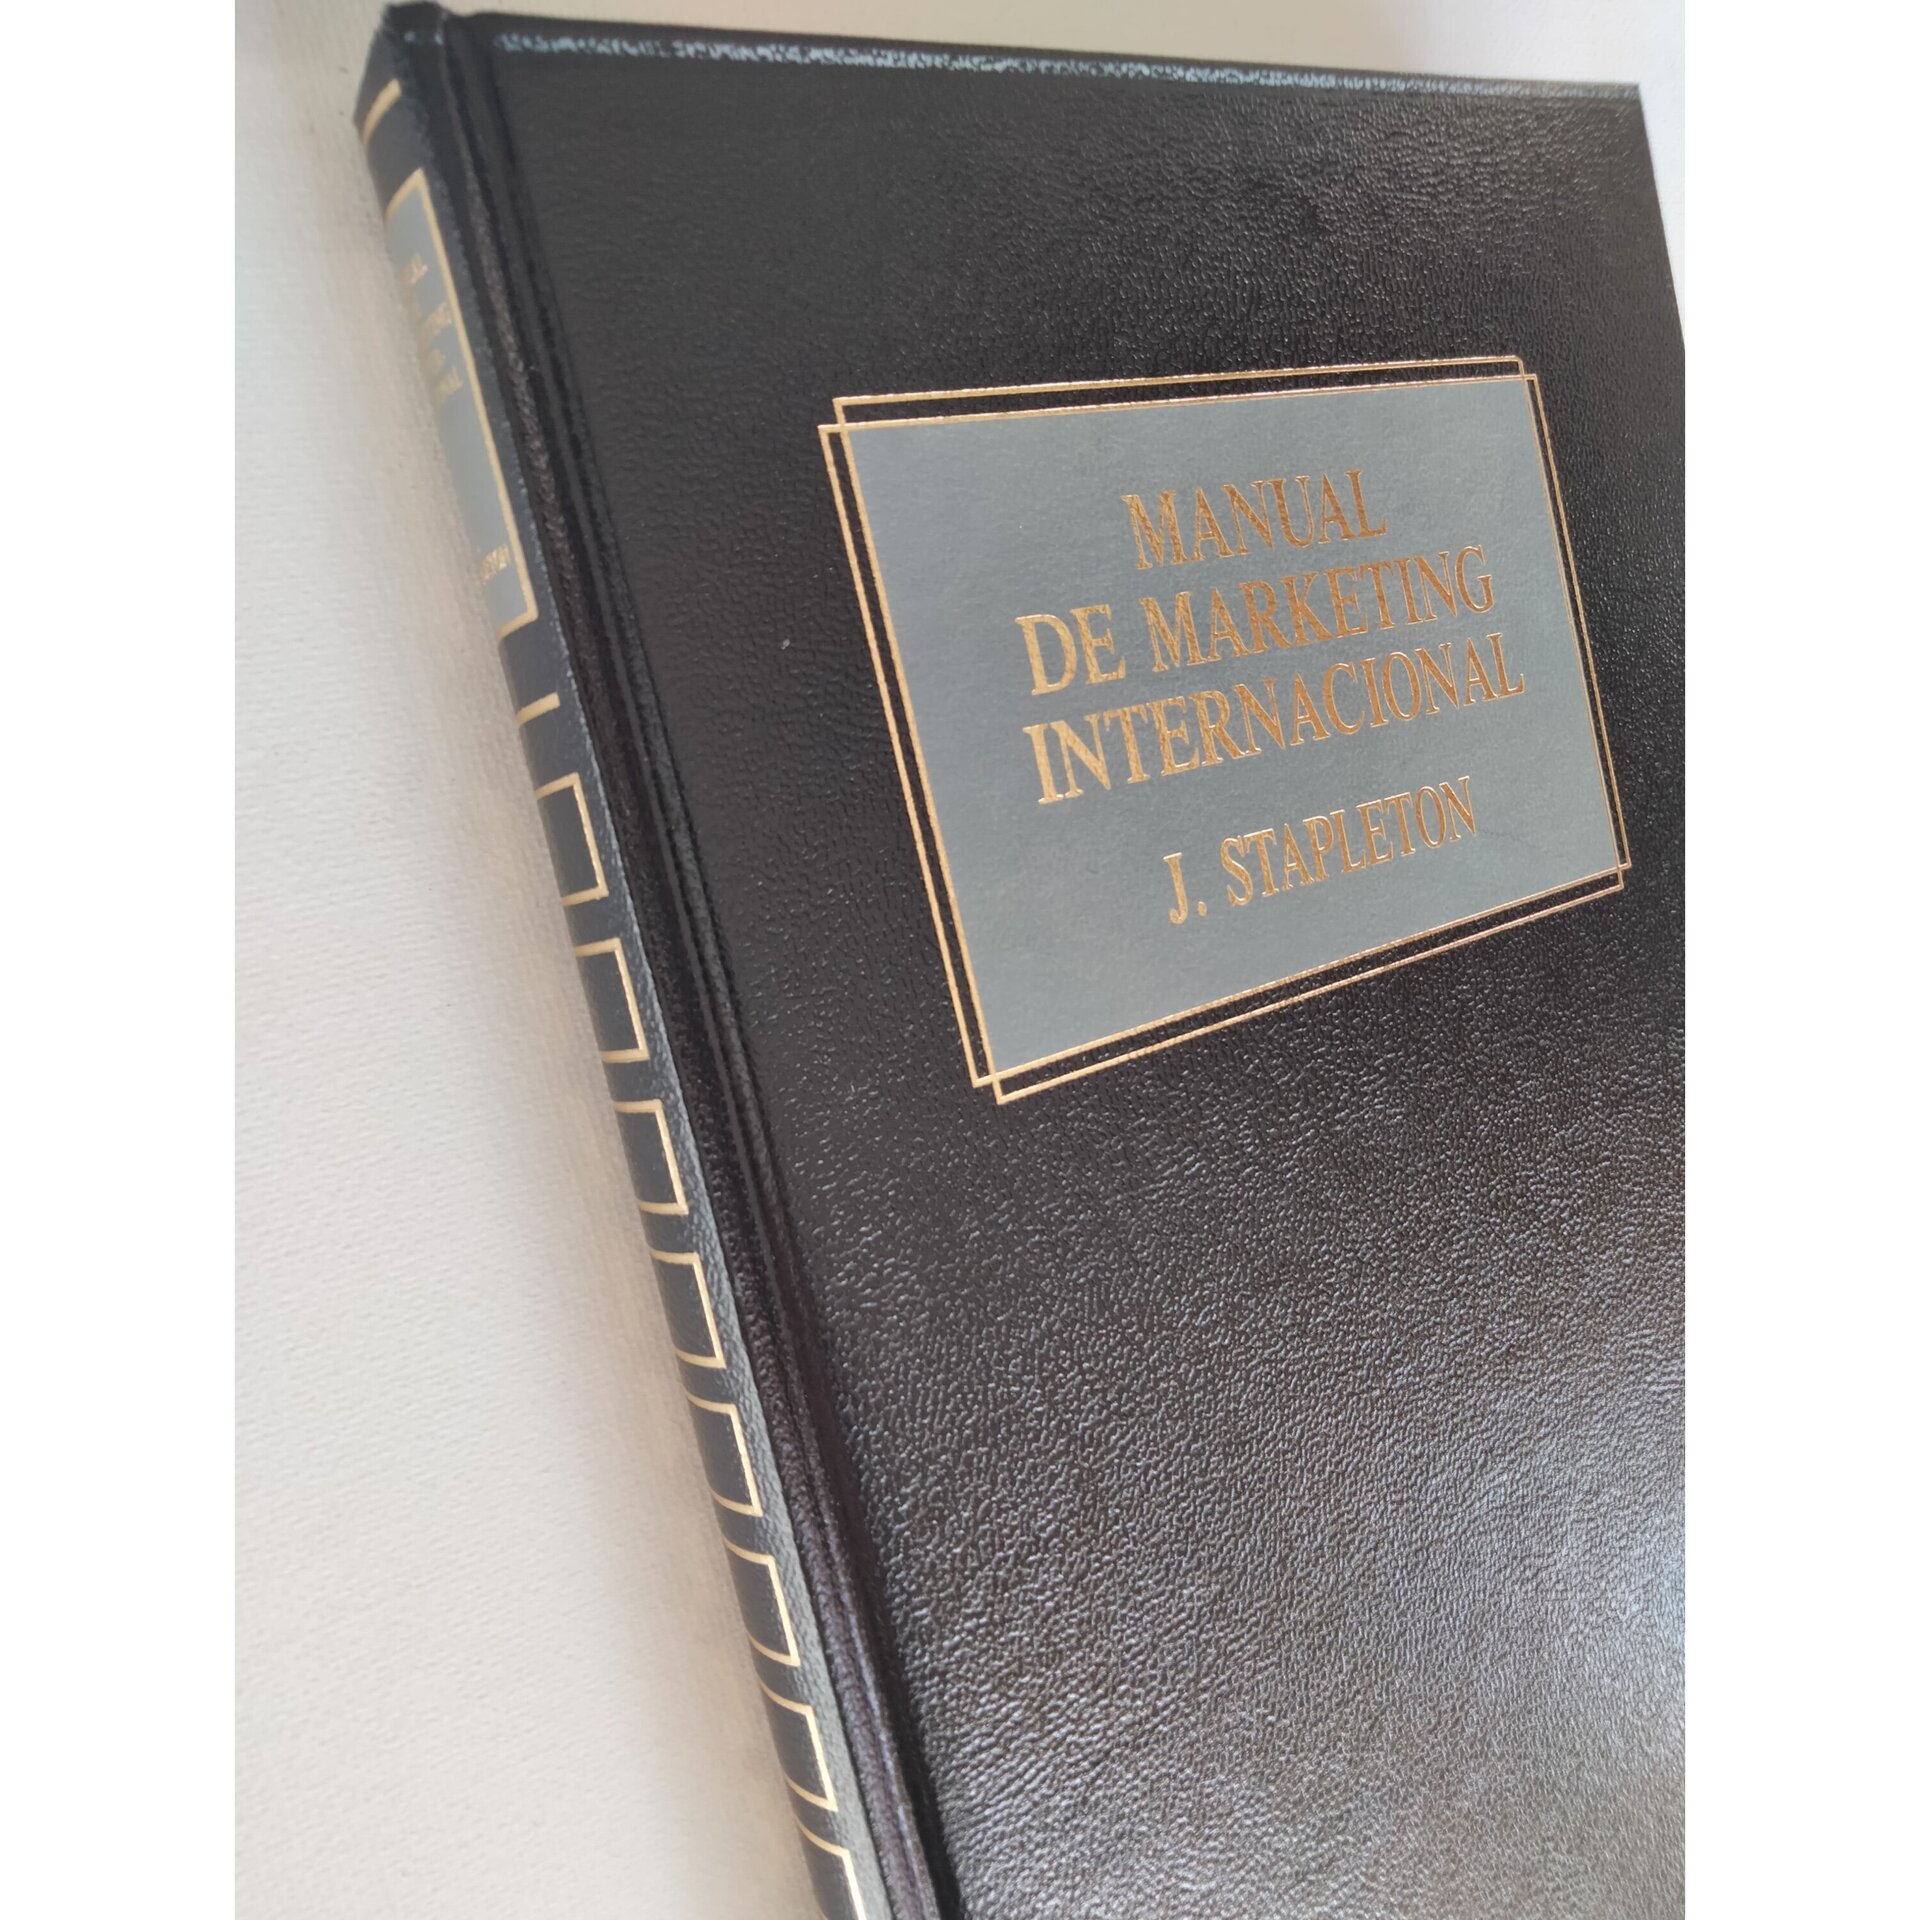 MANUAL
DE MARKETING
INTERNACIONAL
J. STAPLETON